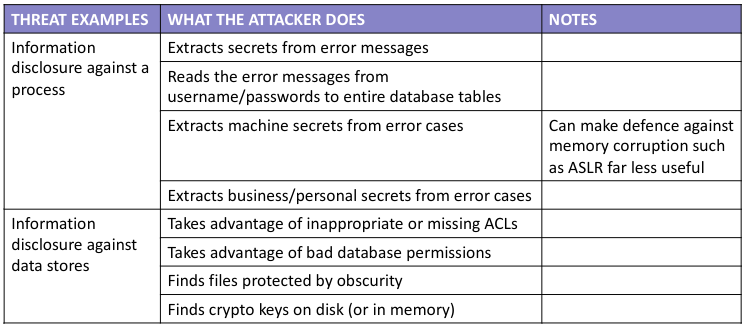 THREAT EXAMPLES
WHAT THE ATTACKER DOES
NOTES
Information
disclosure against a
process
Extracts secrets from error messages
Reads the error messages from
username/passwords to entire database tables
Extracts machine secrets from error cases
Can make defence against
memory corruption such
as ASLR far less useful
Extracts business/personal secrets from error cases
Information
disclosure against
data stores
Takes advantage of inappropriate or missing ACLs
Takes advantage of bad database permissions
Finds files protected by obscurity
Finds crypto keys on disk (or in memory)